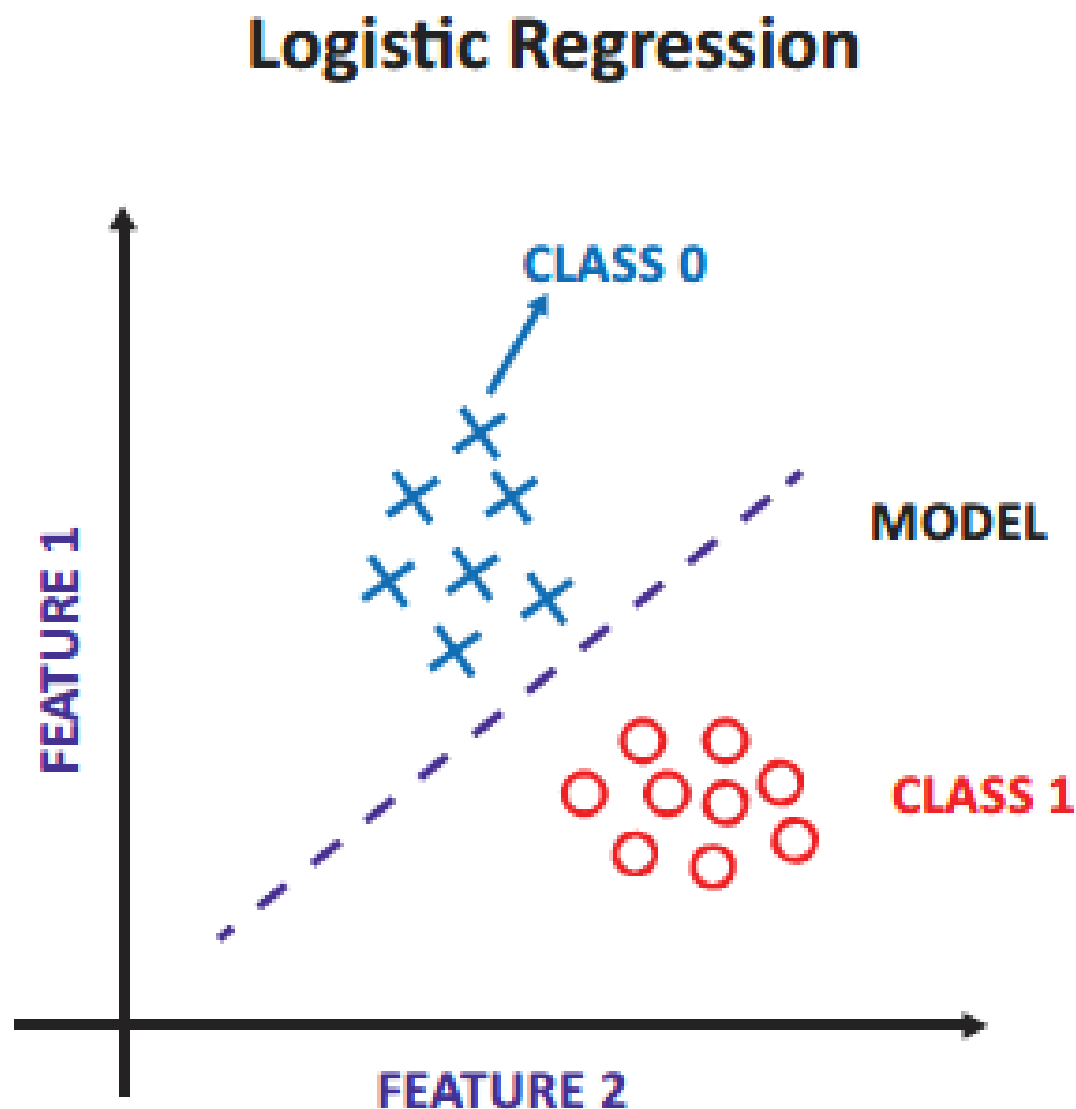 Logistic Regression
CLASS 0
MODEL
FEATURE 1
CLASS 1
FEATURE 2